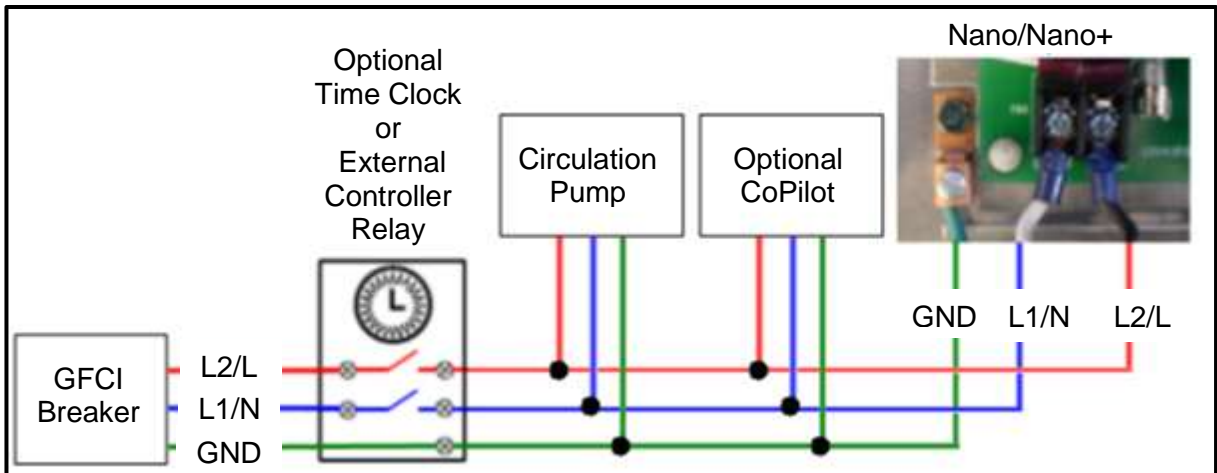 Nano/Nano+
Optional
Time Clock
or
External
Controller
Relay
Circulation
Pump
Optional
CoPilot
GND L1/N L2/L
GFCI
Breaker
L2/L
L1/N
GND